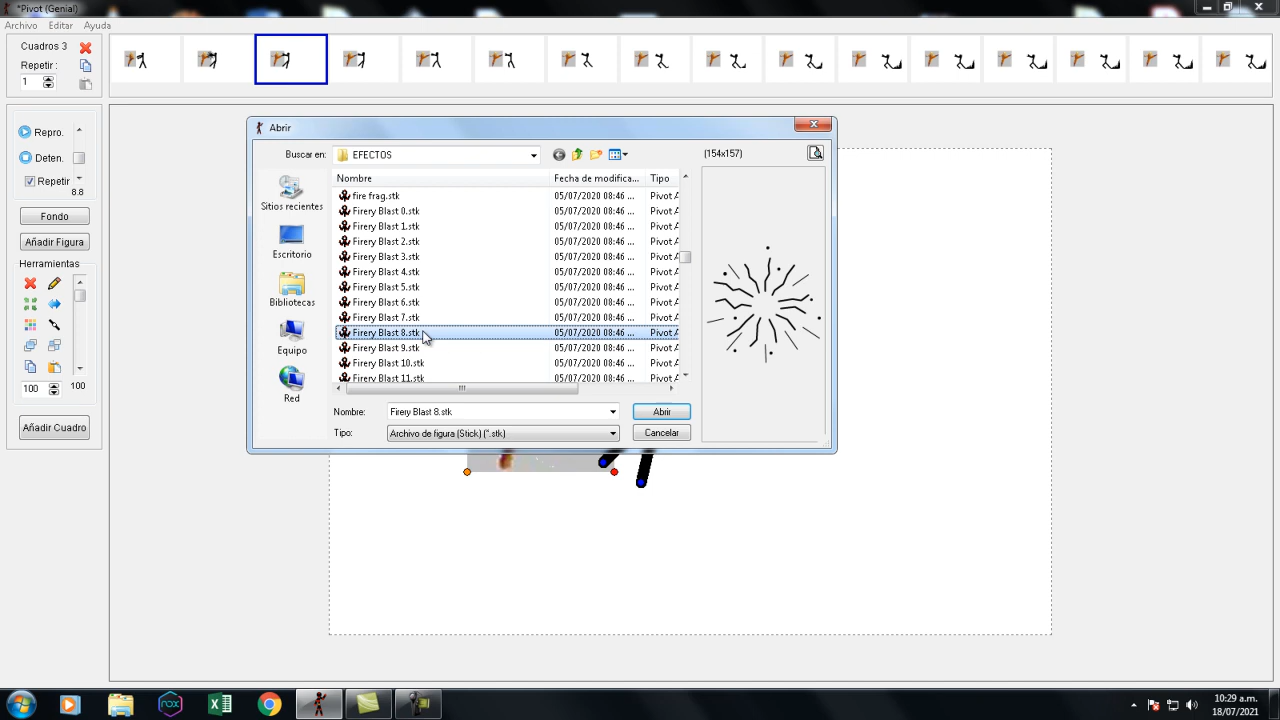 *Pivot (Genial)
Archivo Editar Ayuda
Cuadros 3
Repetir :
1
Repro.
Deten.
Repetir
8.8
Fondo
Añadir Figura
Herramientas
100 100
Añadir Cuadro
Abrir
Buscar en: EFECTOS
(154x157)
Sitios recientes
Escritorio
Bibliotecas
Equipo
Red
Nombre Fecha de modifica... Tipo
fire frag.stk 05/07/2020 08:46 ... Pivot A
Firery Blast 0.stk 05/07/2020 08:46 ... Pivot A
Firery Blast 1.stk 05/07/2020 08:46 ... Pivot A
Firery Blast 2.stk 05/07/2020 08:46 ... Pivot A
Firery Blast 3.stk 05/07/2020 08:46 ... Pivot A
Firery Blast 4.stk 05/07/2020 08:46 ... Pivot A
Firery Blast 5.stk 05/07/2020 08:46 ... Pivot A
Firery Blast 6.stk 05/07/2020 08:46 ... Pivot A
Firery Blast 7.stk 05/07/2020 08:46 ... Pivot A
Firery Blast 8.stk 05/07/2020 08:46 ... Pivot A
Firery Blast 9.stk 05/07/2020 08:46 ... Pivot A
Firery Blast 10.stk 05/07/2020 08:46 ... Pivot A
Firery Blast 11.stk 05/07/2020 08:46 ... Pivot A
Nombre: Firery Blast 8.stk Abrir
Tipo: Archivo de figura (Stick) (*.stk) Cancelar
nox
10:29 a.m.
18/07/2021